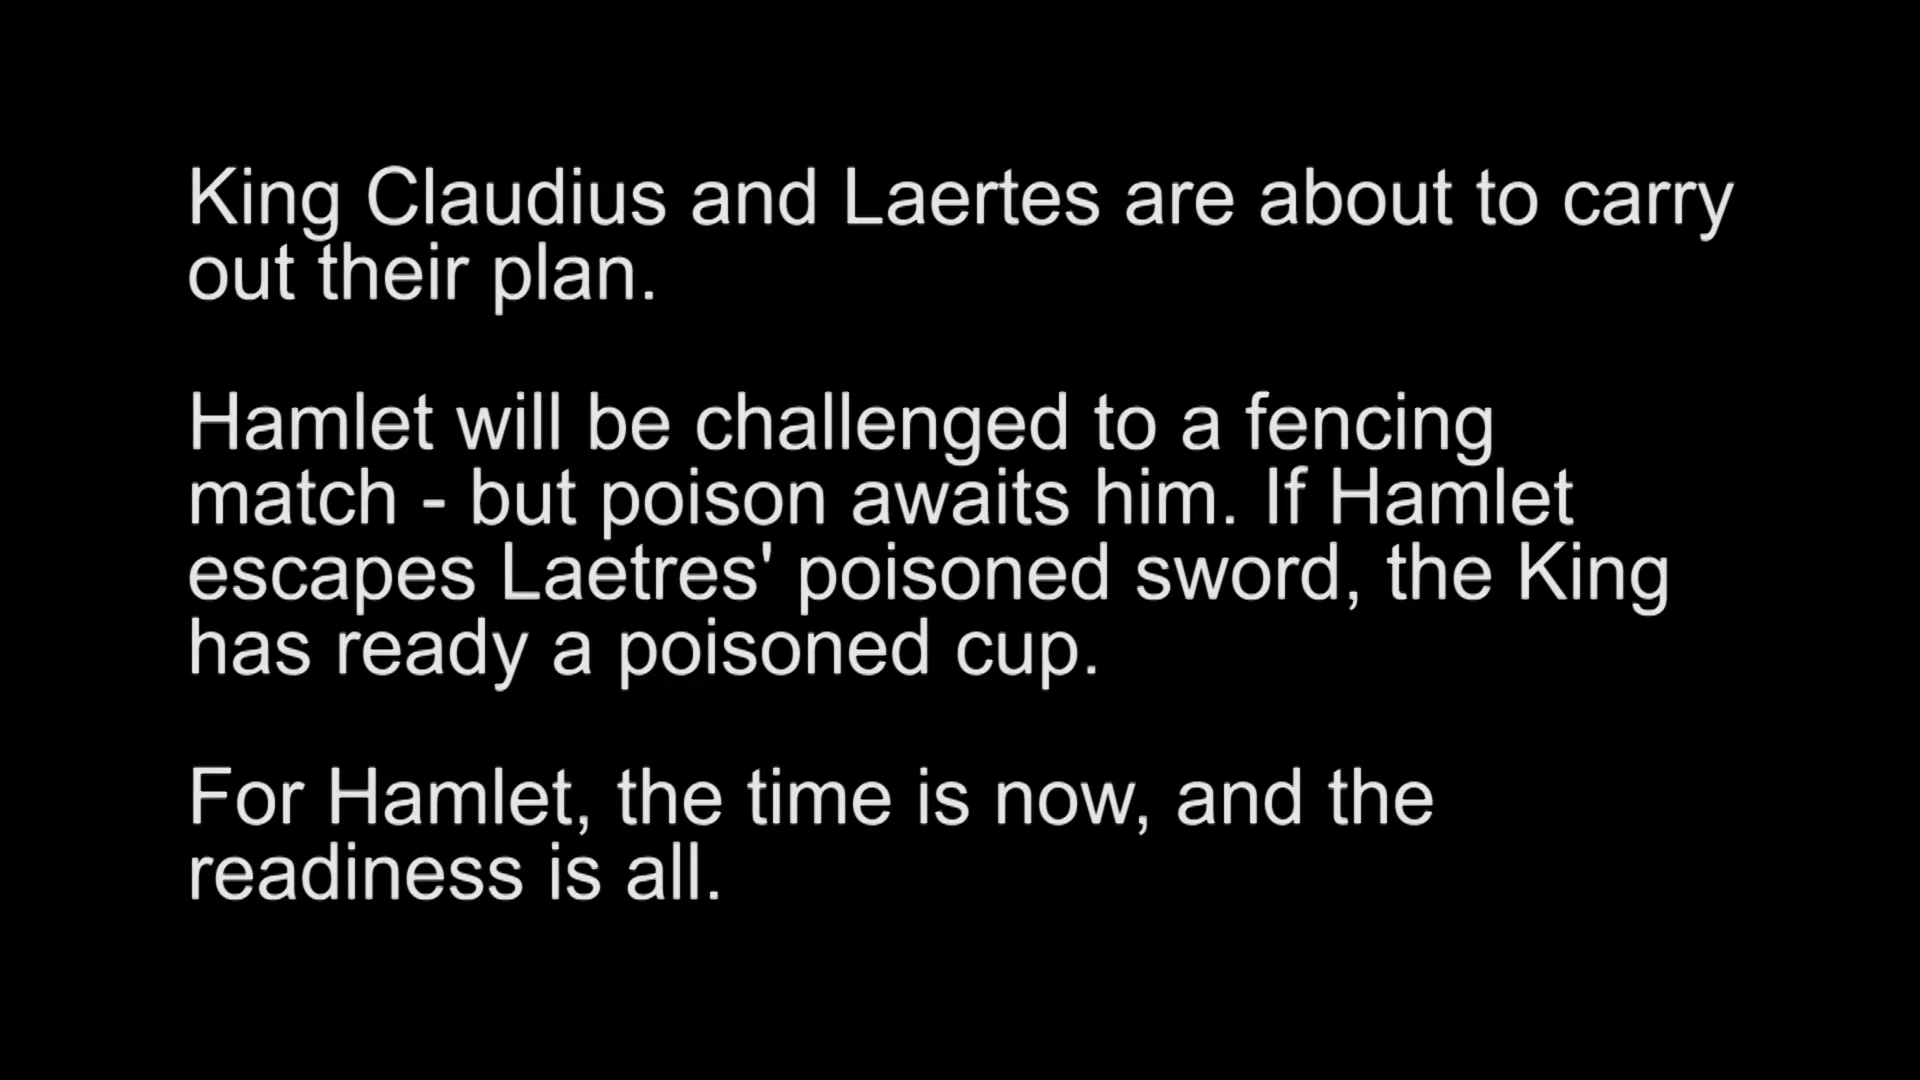 King Claudius and Laertes are about to carry
out their plan.
Hamlet will be challenged to a fencing
match - but poison awaits him. If Hamlet
escapes Laetres' poisoned sword, the King
has ready a poisoned cup.
For Hamlet, the time is now, and the
readiness is all.